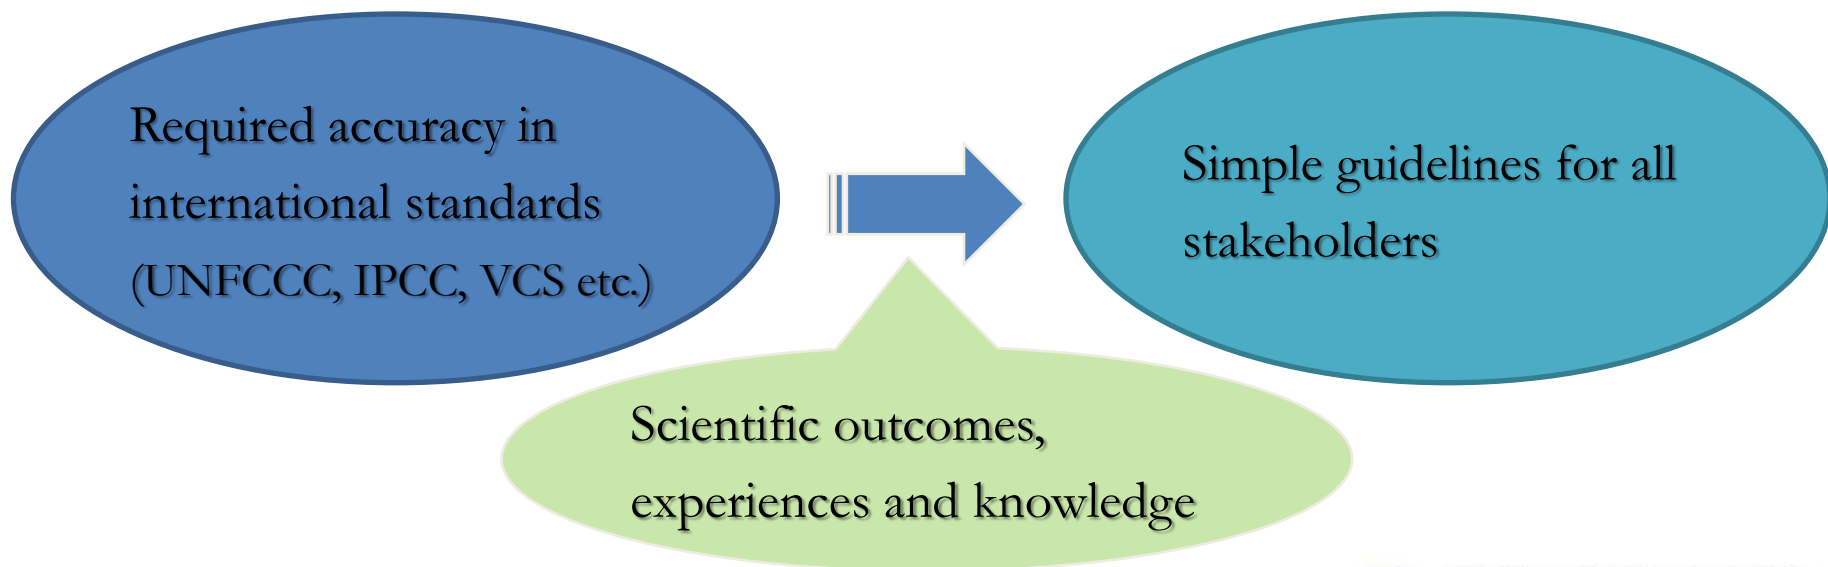 Required accuracy in
international standards
(UNFCCC, IPCC, VCS etc.)
Simple guidelines for all
stakeholders
Scientific outcomes,
experiences and knowledge